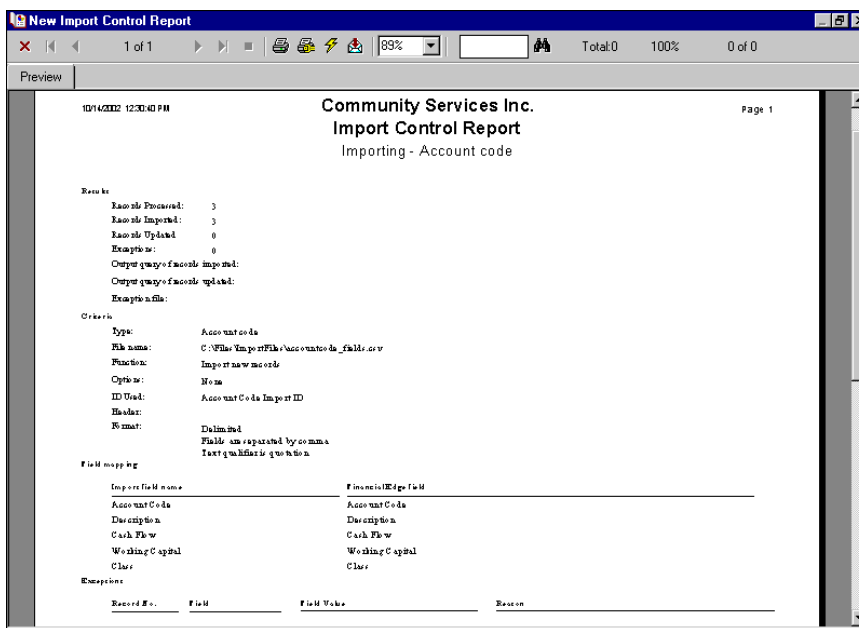 New Import Control Report
1 of 1 89% Total:0 100% 0 of 0
Preview
10/14/2002 12:30:40 PM Community Services Inc. Page 1
Import Control Report
Importing - Account code
Results
Records Processed: 3
Records Imported: 3
Records Updated 0
Exceptions: 0
Output query of records imported:
Output query of records updated:
Exception file:
Criteria
Type: Account code
File name: C:\Files\ImportFiles\accountcode_fields.csv
Function: Import new records
Options: None
ID Used: Account Code Import ID
Header:
Format: Delimited
Fields are separated by comma
Text qualifier is quotation
Field mapping
Import field name Financial Edge field
Account Code Account Code
Description Description
Cash Flow Cash Flow
Working Capital Working Capital
Class Class
Exceptions
Record No. Field Field Value Reason